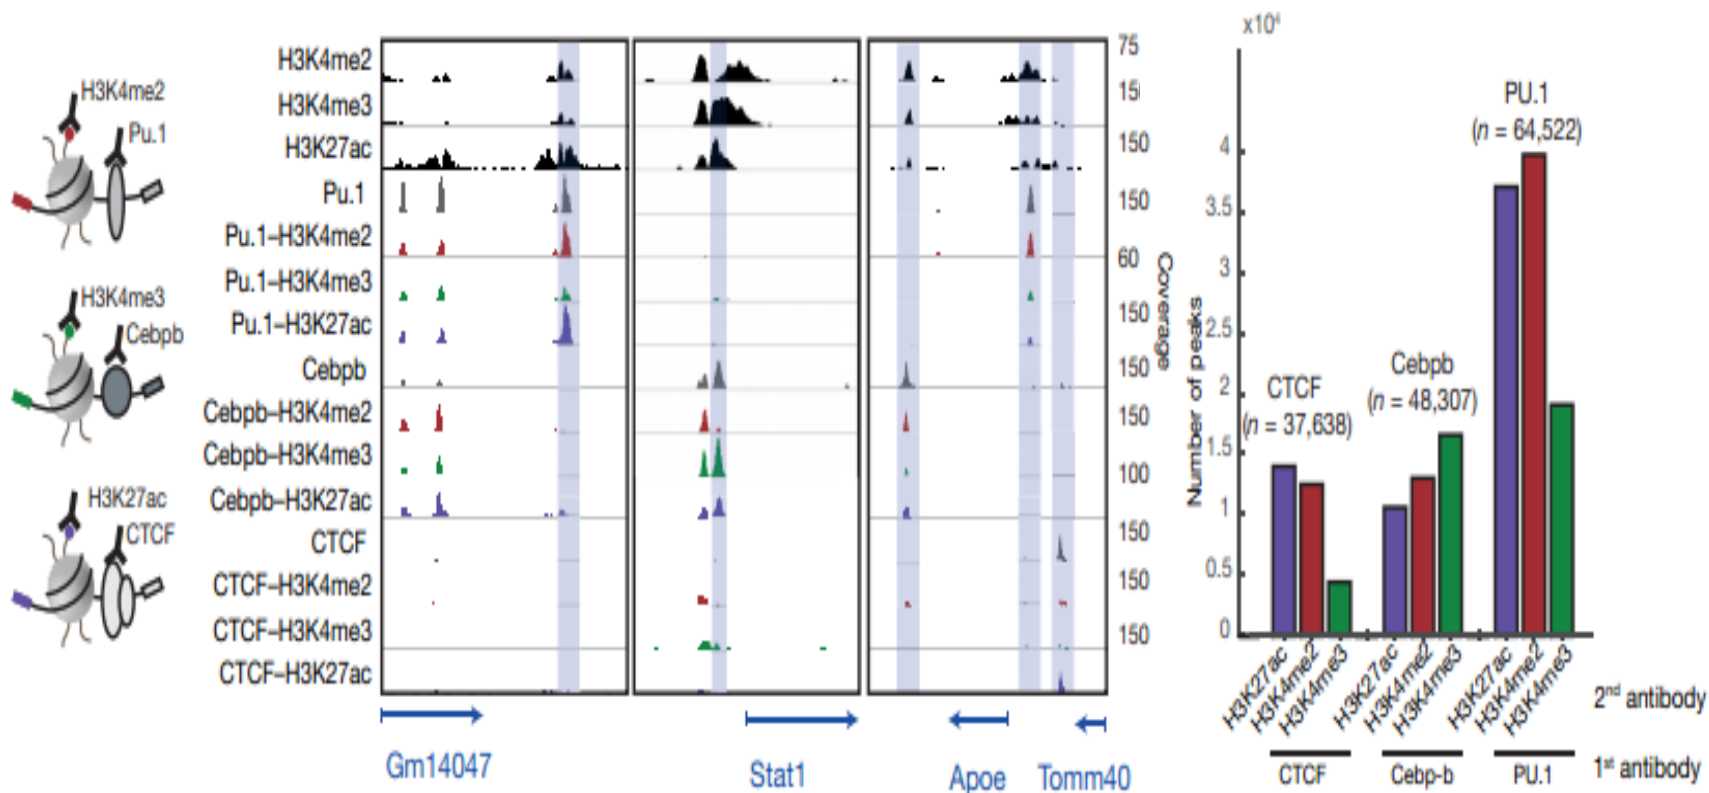 H3K4me2
Pu.1
H3K4me3
Cebpb
H3K27ac
CTCF
H3K4me2
H3K4me3
H3K27ac
Pu.1
Pu.1–H3K4me2
Pu.1–H3K4me3
Pu.1–H3K27ac
Cebpb
Cebpb–H3K4me2
Cebpb–H3K4me3
Cebpb–H3K27ac
CTCF
CTCF–H3K4me2
CTCF–H3K4me3
CTCF–H3K27ac
75
150
150
60
150
150
150
100
150
150
150
Coverage
Gm14047
Stat1
Apoe
Tomm40
x10⁴
Number of peaks
4
3.5
3
2.5
2
1.5
1
0.5
0
CTCF
(n = 37,638)
Cebpb
(n = 48,307)
PU.1
(n = 64,522)
H3K27ac
H3K4me2
H3K4me3
H3K27ac
H3K4me2
H3K4me3
H3K27ac
H3K4me2
H3K4me3
2nd antibody
CTCF
Cebp-b
PU.1
1st antibody